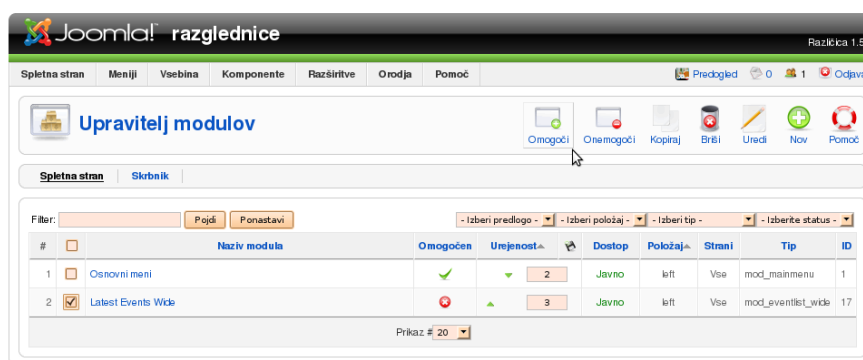 Joomla! razglednice
Različica 1.5
Spletna stran Meniji Vsebina Komponente Razširitve Orodja Pomoč Predogled 0 1 Odjava
Upravitelj modulov
Omogoči Onemogoči Kopiraj Briši Uredi Nov Pomoč
Spletna stran Skrbnik
Filter: Pojdi Ponastavi - Izberi predlogo - - Izberi položaj - - Izberi tip - - Izberite status -
# Naziv modula Omogočen Urejenost Dostop Položaj Strani Tip ID
1 Osnovni meni 2 Javno left Vse mod_mainmenu 1
2 Latest Events Wide 3 Javno left Vse mod_eventlist_wide 17
Prikaz # 20